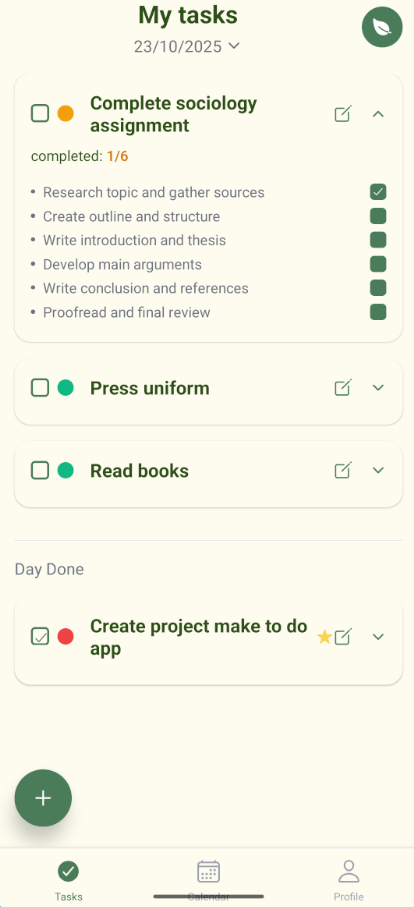 My tasks
23/10/2025
Complete sociology
assignment
completed: 1/6
• Research topic and gather sources
• Create outline and structure
• Write introduction and thesis
• Develop main arguments
• Write conclusion and references
• Proofread and final review
Press uniform
Read books
Day Done
Create project make to do
app
Tasks
Calendar
Profile